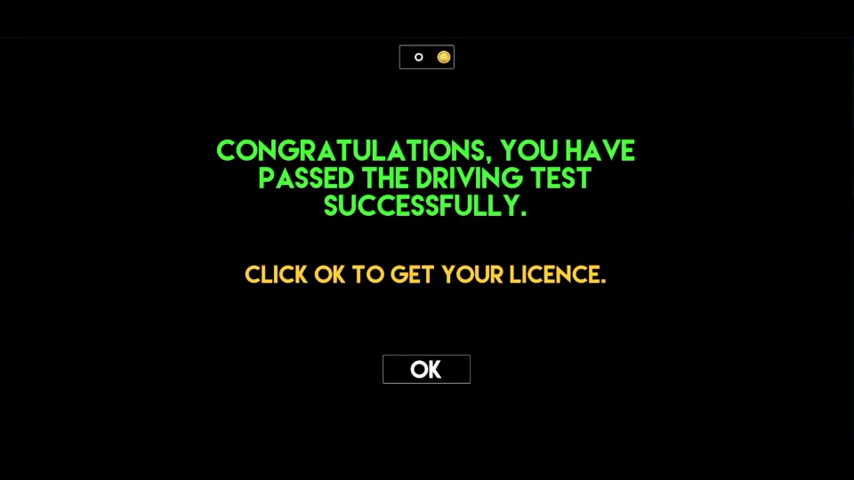 0
CONGRATULATIONS, YOU HAVE
PASSED THE DRIVING TEST
SUCCESSFULLY.
CLICK OK TO GET YOUR LICENCE.
OK